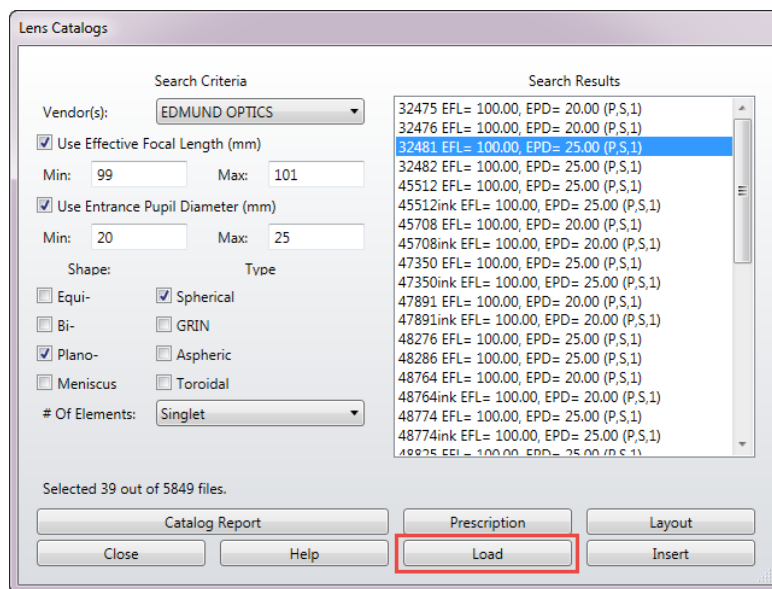 Lens Catalogs
Search Criteria
Vendor(s): EDMUND OPTICS
Use Effective Focal Length (mm)
Min: 99 Max: 101
Use Entrance Pupil Diameter (mm)
Min: 20 Max: 25
Shape: Type
Equi- Spherical
Bi- GRIN
Plano- Aspheric
Meniscus Toroidal
# Of Elements: Singlet
Search Results
32475 EFL= 100.00, EPD= 20.00 (P,S,1)
32476 EFL= 100.00, EPD= 20.00 (P,S,1)
32481 EFL= 100.00, EPD= 25.00 (P,S,1)
32482 EFL= 100.00, EPD= 25.00 (P,S,1)
45512 EFL= 100.00, EPD= 25.00 (P,S,1)
45512ink EFL= 100.00, EPD= 25.00 (P,S,1)
45708 EFL= 100.00, EPD= 20.00 (P,S,1)
45708ink EFL= 100.00, EPD= 20.00 (P,S,1)
47350 EFL= 100.00, EPD= 25.00 (P,S,1)
47350ink EFL= 100.00, EPD= 25.00 (P,S,1)
47891 EFL= 100.00, EPD= 20.00 (P,S,1)
47891ink EFL= 100.00, EPD= 20.00 (P,S,1)
48276 EFL= 100.00, EPD= 25.00 (P,S,1)
48286 EFL= 100.00, EPD= 25.00 (P,S,1)
48764 EFL= 100.00, EPD= 20.00 (P,S,1)
48764ink EFL= 100.00, EPD= 20.00 (P,S,1)
48774 EFL= 100.00, EPD= 25.00 (P,S,1)
48774ink EFL= 100.00, EPD= 25.00 (P,S,1)
48825 EFL= 100.00, EPD= 25.00 (P,S,1)
Selected 39 out of 5849 files.
Catalog Report Prescription Layout
Close Help Load Insert